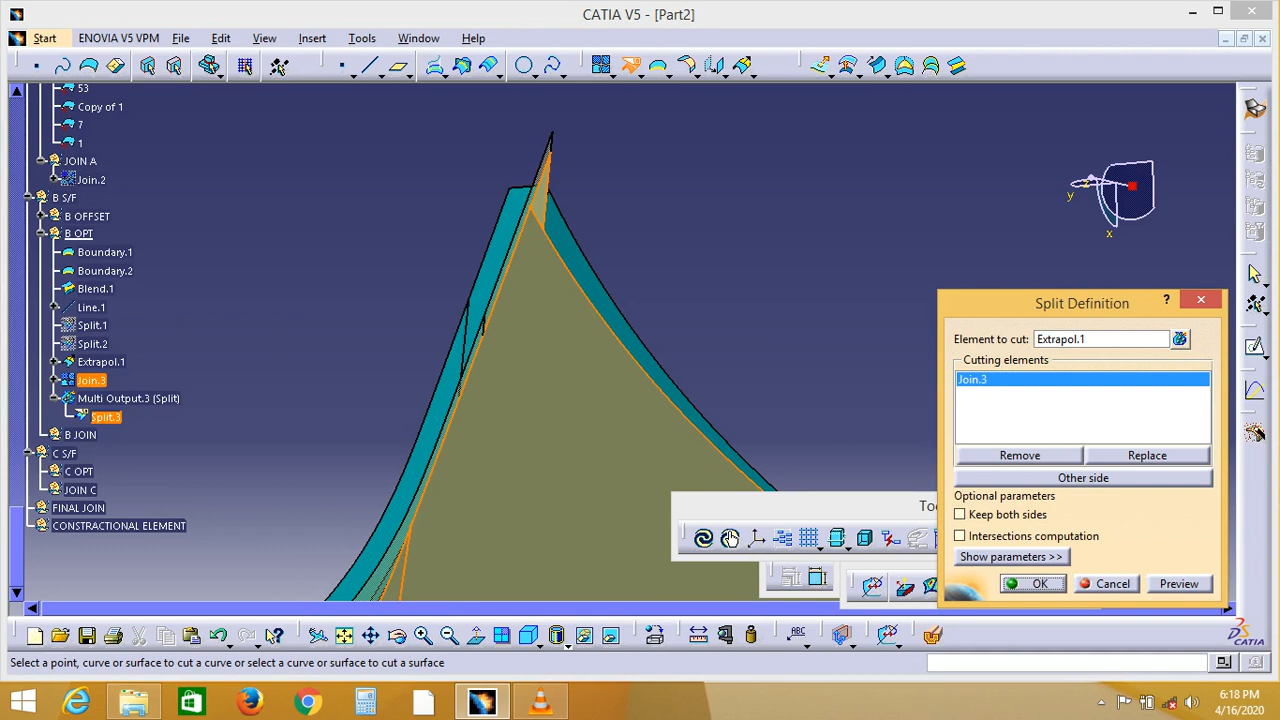 CATIA V5 - [Part2]
Start
ENOVIA V5 VPM
File
Edit
View
Insert
Tools
Window
Help
53
Copy of 1
7
1
JOIN A
Join.2
B S/F
B OFFSET
B OPT
Boundary.1
Boundary.2
Blend.1
Line.1
Split.1
Split.2
Extrapol.1
Join.3
Multi Output.3 (Split)
Split.3
B JOIN
C S/F
C OPT
JOIN C
FINAL JOIN
CONSTRACTIONAL ELEMENT
y
z
x
Split Definition
?
Element to cut:
Extrapol.1
Cutting elements
Join.3
Remove
Replace
Other side
Optional parameters
Keep both sides
Intersections computation
Show parameters >>
OK
Cancel
Preview
ABC
CATIA
Select a point, curve or surface to cut a curve or select a curve or surface to cut a surface
6:18 PM
4/16/2020